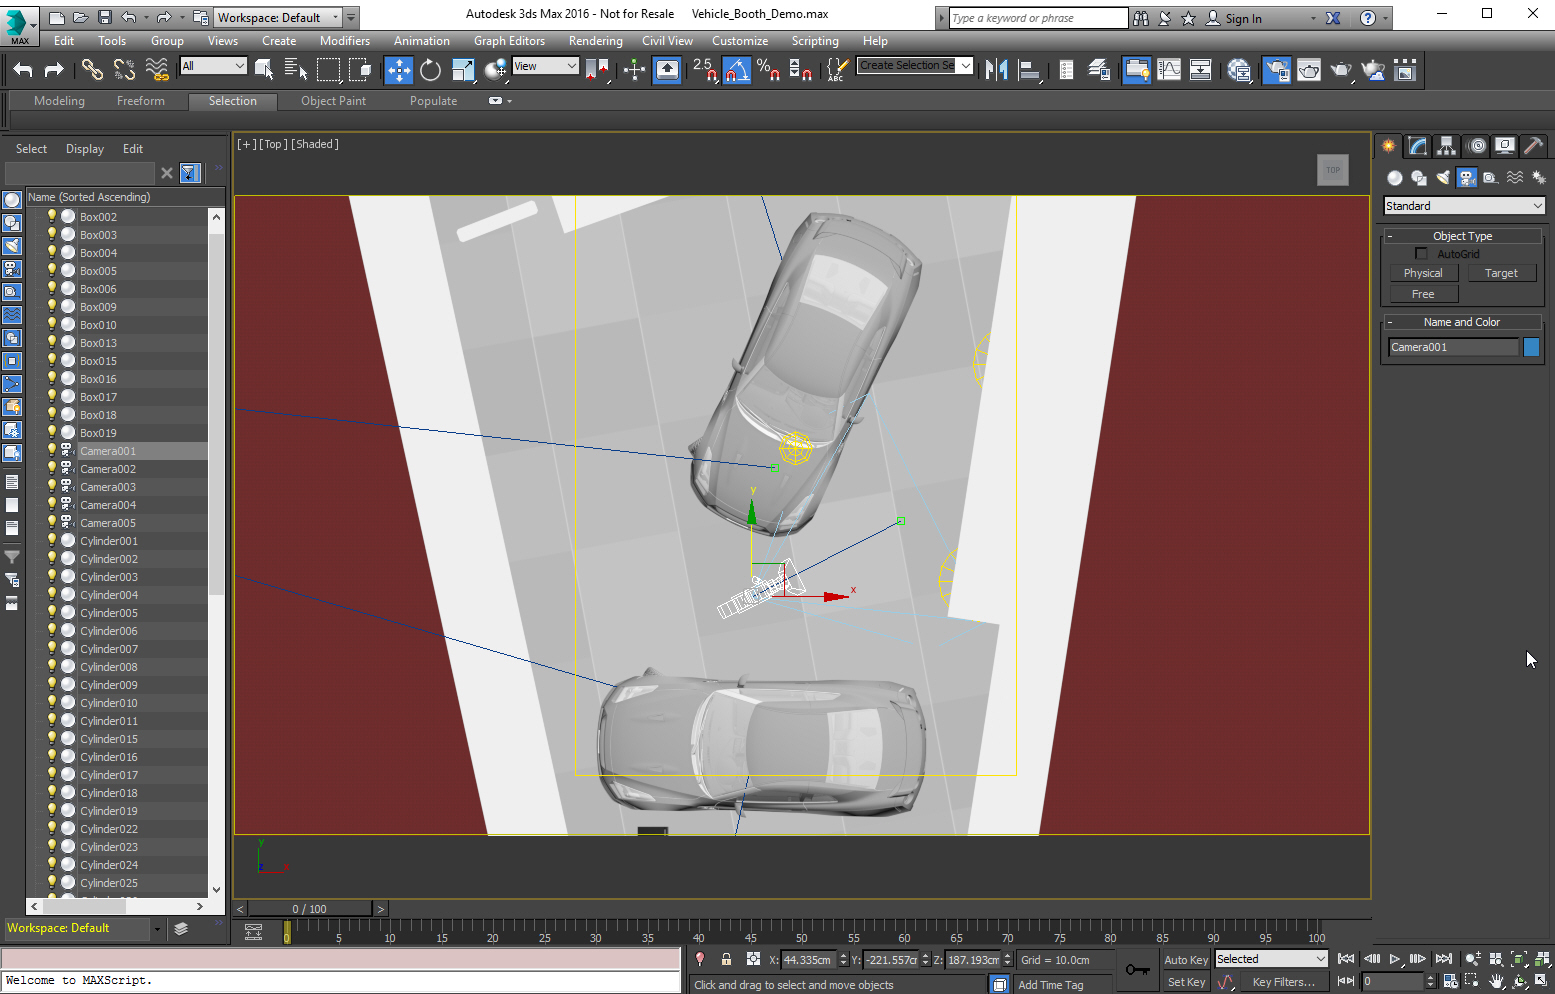 Workspace: Default
Autodesk 3ds Max 2016 - Not for Resale Vehicle_Booth_Demo.max
Type a keyword or phrase
Sign In
MAX
Edit Tools Group Views Create Modifiers Animation Graph Editors Rendering Civil View Customize Scripting Help
All
View
2.5
%
ABC
Create Selection Se
Modeling Freeform Selection Object Paint Populate
Select Display Edit
Name (Sorted Ascending)
Box002
Box003
Box004
Box005
Box006
Box009
Box010
Box013
Box015
Box016
Box017
Box018
Box019
Camera001
Camera002
Camera003
Camera004
Camera005
Cylinder001
Cylinder002
Cylinder003
Cylinder004
Cylinder005
Cylinder006
Cylinder007
Cylinder008
Cylinder009
Cylinder010
Cylinder011
Cylinder015
Cylinder016
Cylinder017
Cylinder018
Cylinder019
Cylinder022
Cylinder023
Cylinder024
Cylinder025
Workspace: Default
[+] [Top] [Shaded]
TOP
y
x
y
Standard
- Object Type
AutoGrid
Physical Target
Free
- Name and Color
Camera001
< 0 / 100 >
0 5 10 15 20 25 30 35 40 45 50 55 60 65 70 75 80 85 90 95 100
X: 44.335cm Y: -221.557cr Z: 187.193cm Grid = 10.0cm
Auto Key Selected
Welcome to MAXScript.
Click and drag to select and move objects
Add Time Tag
Set Key Key Filters...
0